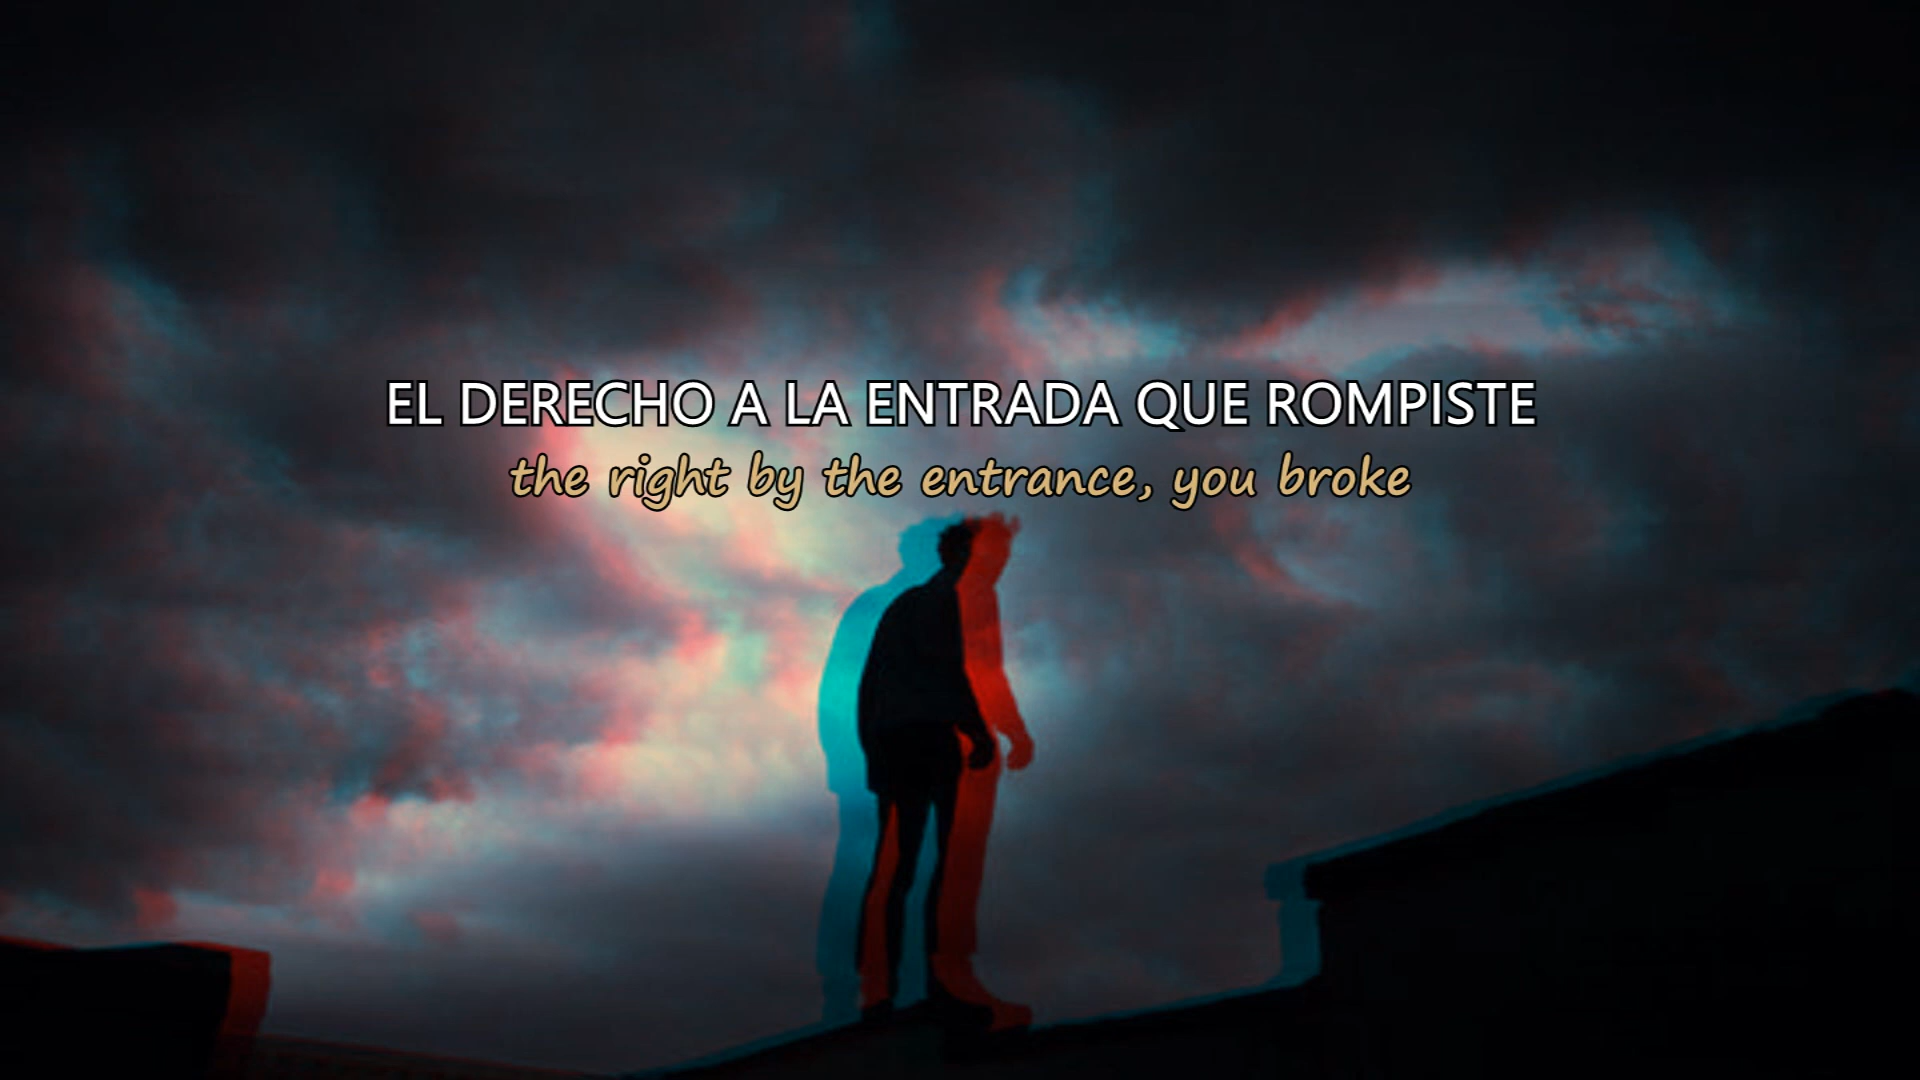 EL DERECHO A LA ENTRADA QUE ROMPISTE
the right by the entrance, you broke